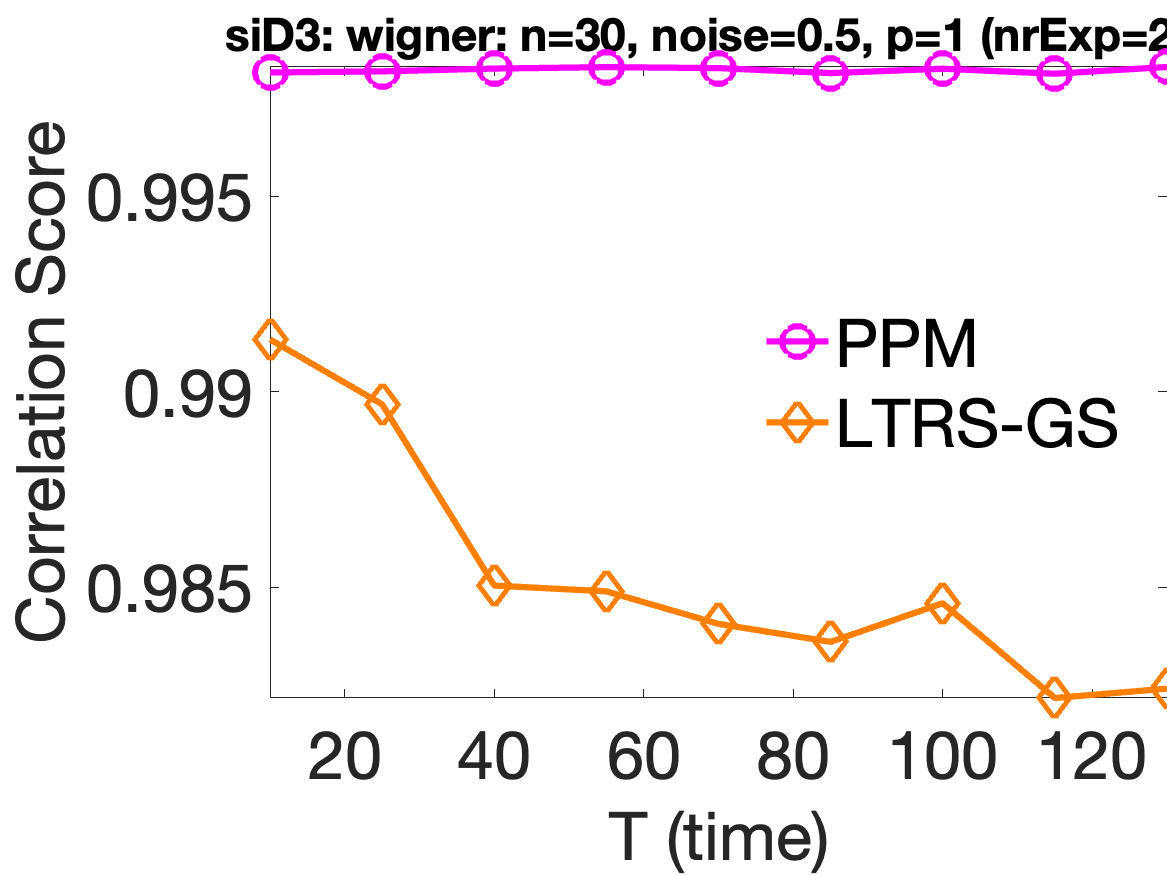 siD3: wigner: n=30, noise=0.5, p=1 (nrExp=2
Correlation Score
0.995
0.99
0.985
PPM
LTRS-GS
20 40 60 80 100 120
T (time)